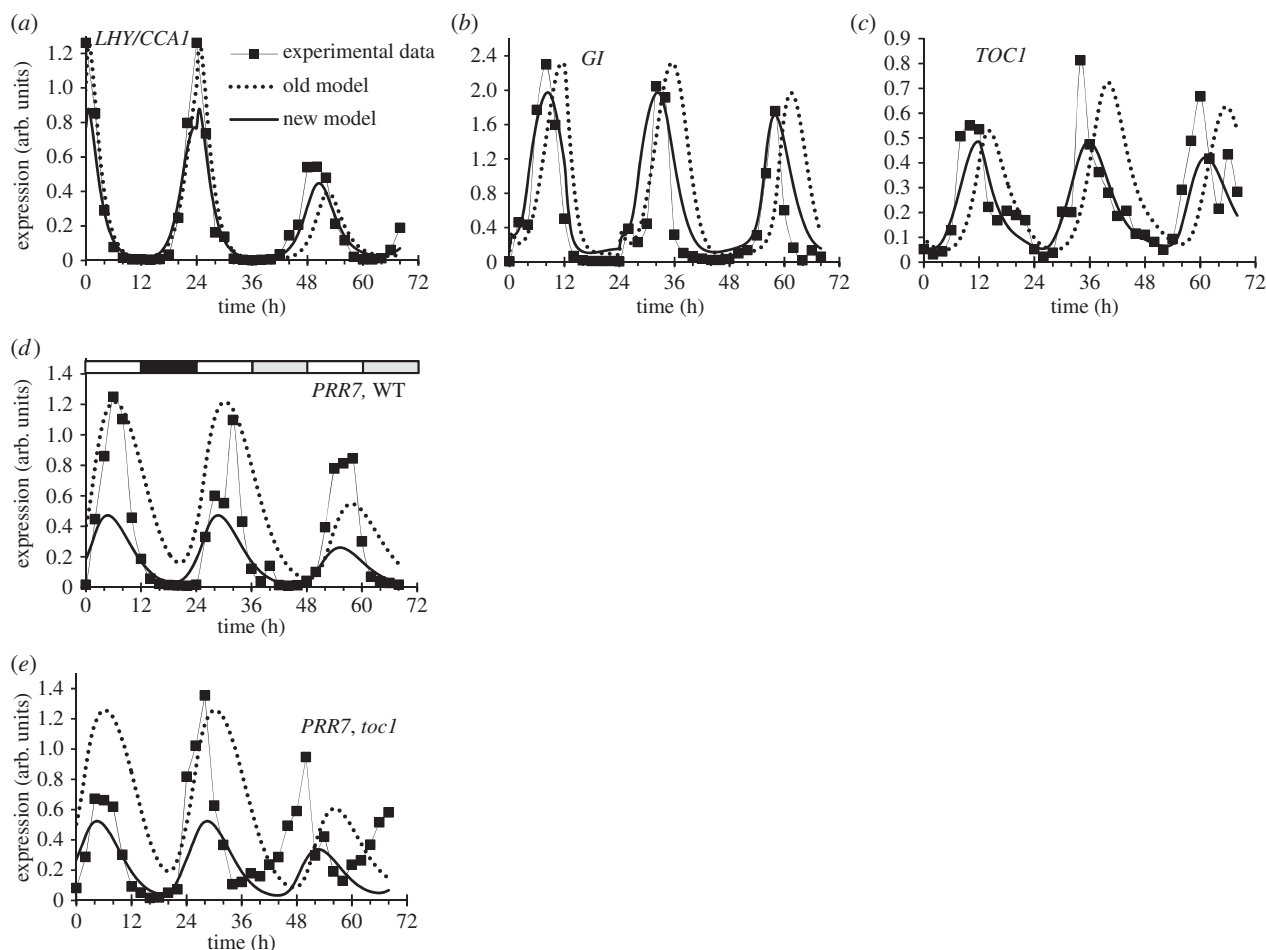 (a)
LHY/CCA1
1.2
1.0
0.8
0.6
0.4
0.2
0
expression (arb. units)
0 12 24 36 48 60 72
time (h)
experimental data
old model
new model
(b)
GI
2.4
2.0
1.6
1.2
0.8
0.4
0
0 12 24 36 48 60 72
time (h)
(c)
TOC1
0.9
0.8
0.7
0.6
0.5
0.4
0.3
0.2
0.1
0
0 12 24 36 48 60 72
time (h)
(d)
PRR7, WT
1.4
1.2
1.0
0.8
0.6
0.4
0.2
0
expression (arb. units)
0 12 24 36 48 60 72
time (h)
(e)
PRR7, toc1
1.4
1.2
1.0
0.8
0.6
0.4
0.2
0
expression (arb. units)
0 12 24 36 48 60 72
time (h)